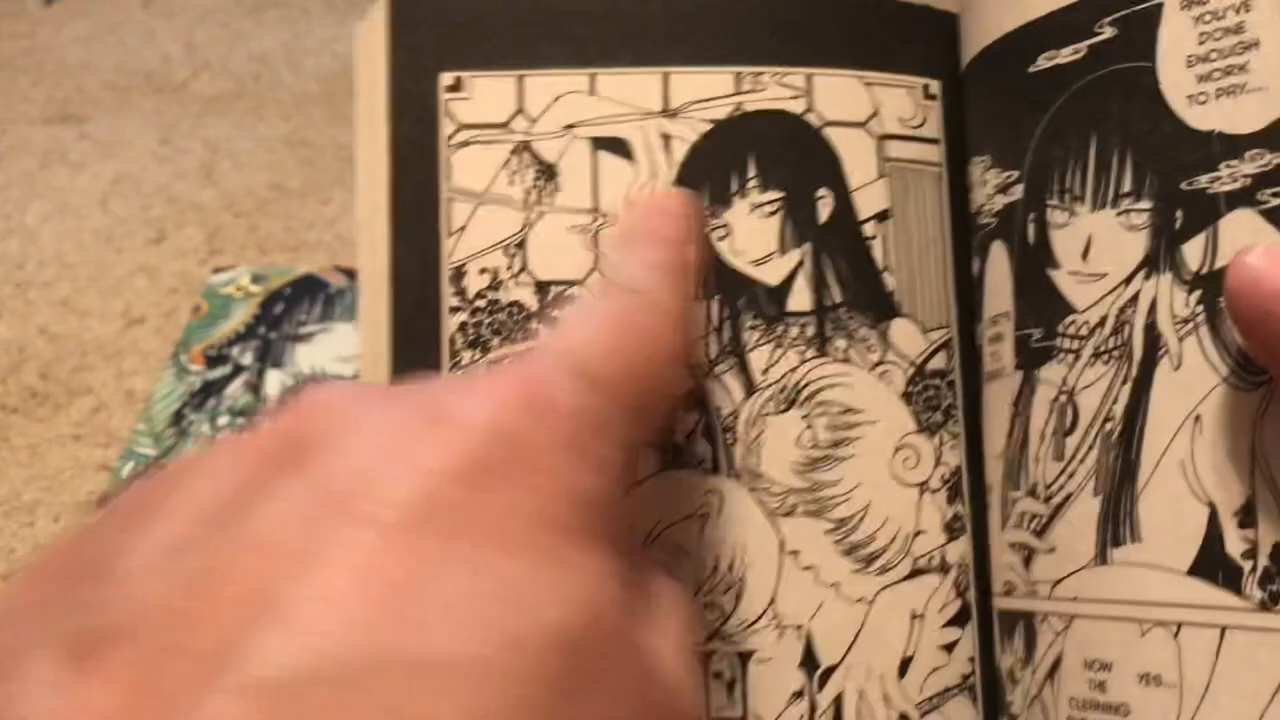 YOU'VE
DONE
ENOUGH
WORK
TO PAY...
YES...
NOW
THE
CLEANING